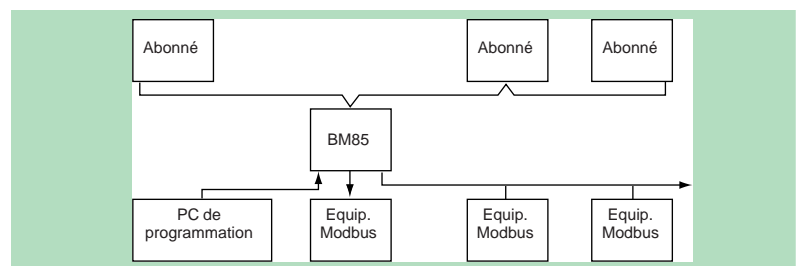 Abonné
Abonné
Abonné
BM85
PC de
programmation
Equip.
Modbus
Equip.
Modbus
Equip.
Modbus